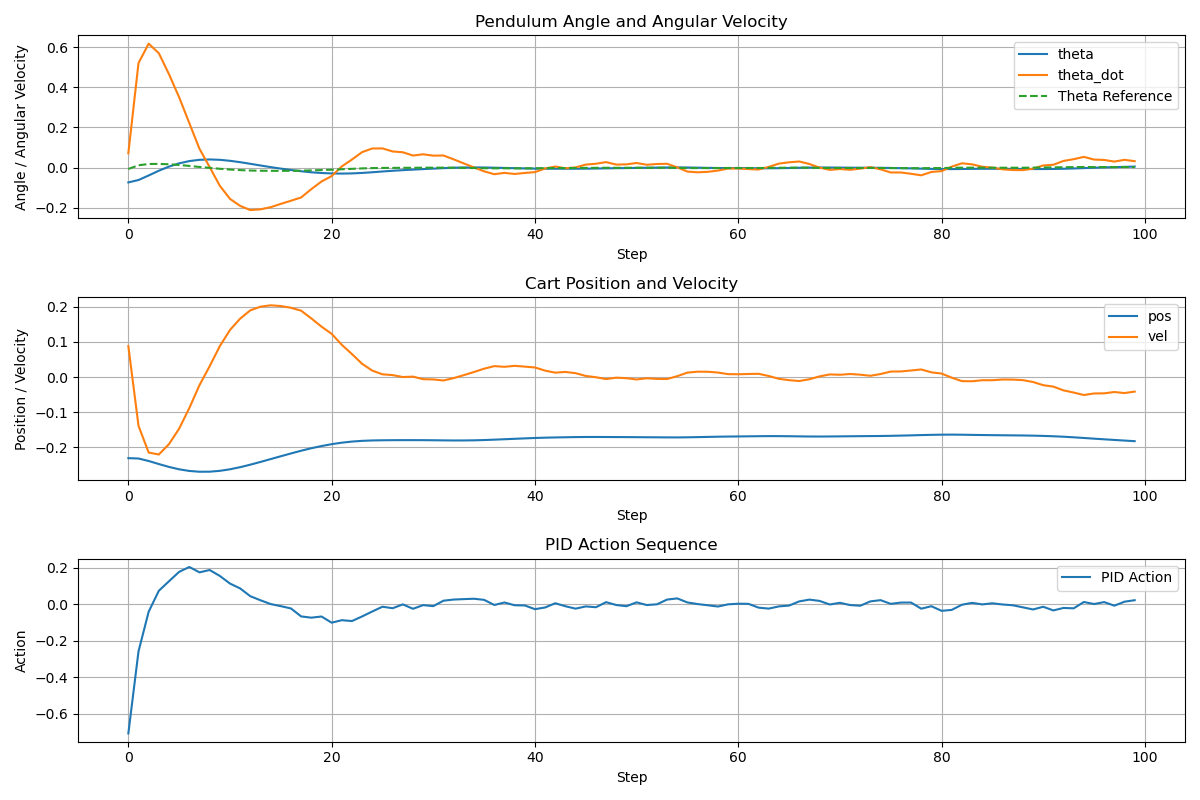 Pendulum Angle and Angular Velocity
Angle / Angular Velocity
0.6
0.4
0.2
0.0
−0.2
theta
theta_dot
Theta Reference
0 20 40 60 80 100
Step
Cart Position and Velocity
Position / Velocity
0.2
0.1
0.0
−0.1
−0.2
pos
vel
0 20 40 60 80 100
Step
PID Action Sequence
Action
0.2
0.0
−0.2
−0.4
−0.6
PID Action
0 20 40 60 80 100
Step